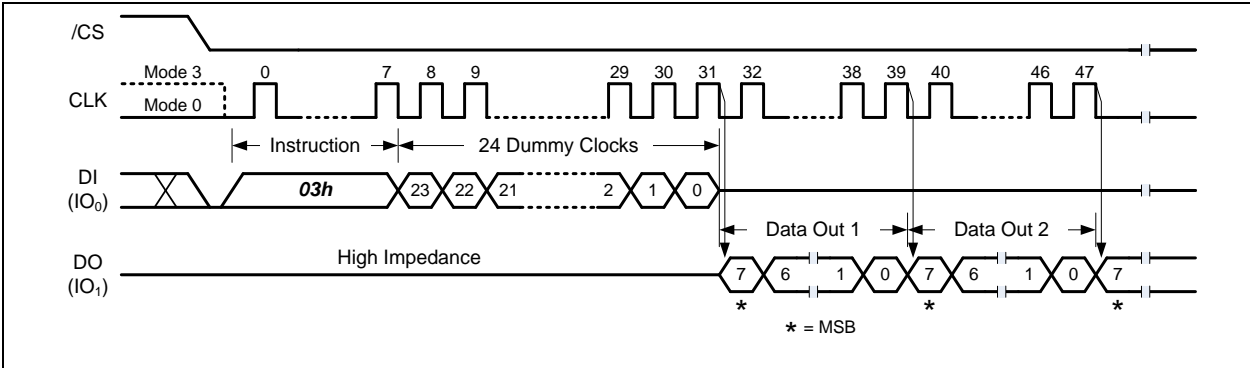 /CS
Mode 3 0 7 8 9 29 30 31 32 38 39 40 46 47
CLK
Mode 0
Instruction 24 Dummy Clocks
DI
(IO0)
03h 23 22 21 2 1 0
Data Out 1 Data Out 2
DO
(IO1)
High Impedance
7 6 1 0 7 6 1 0 7
* * *
* = MSB